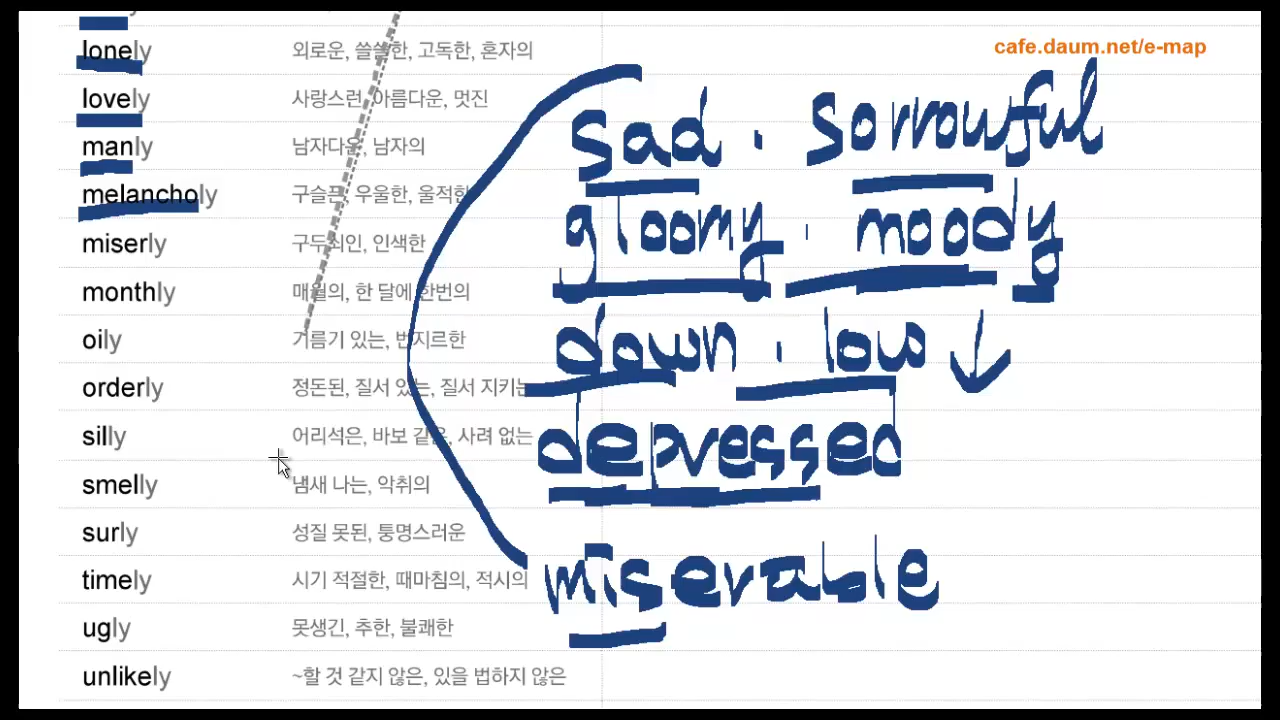 cafe.daum.net/e-map
lonely 외로운, 쓸쓸한, 고독한, 혼자의
lovely 사랑스런, 아름다운, 멋진
manly 남자다운, 남자의
melancholy 구슬픈, 우울한, 울적한
miserly 구두쇠인, 인색한
monthly 매월의, 한 달에 한번의
oily 기름기 있는, 번지르한
orderly 정돈된, 질서 있는, 질서 지키는
silly 어리석은, 바보 같은, 사려 없는
smelly 냄새 나는, 악취의
surly 성질 못된, 퉁명스러운
timely 시기 적절한, 때마침의, 적시의
ugly 못생긴, 추한, 불쾌한
unlikely ~할 것 같지 않은, 있을 법하지 않은
sad · sorrowful
gloomy · moody
down · low ↓
depressed
miserable